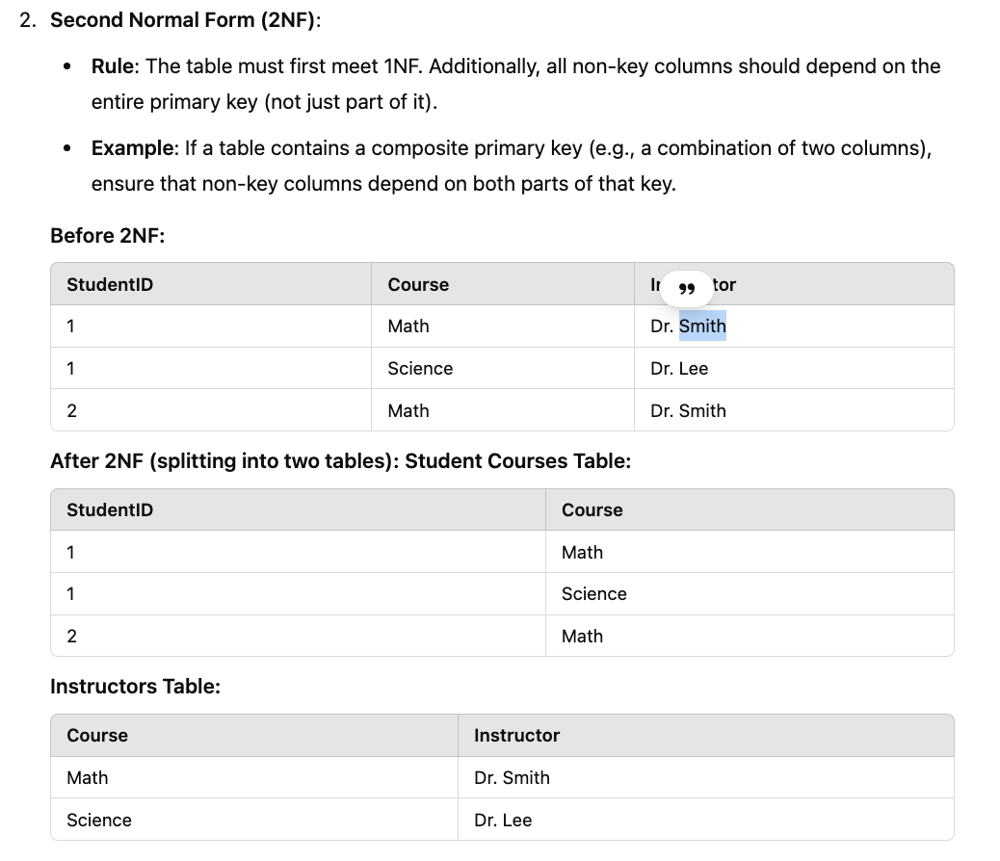 2. Second Normal Form (2NF):
• Rule: The table must first meet 1NF. Additionally, all non-key columns should depend on the
entire primary key (not just part of it).
• Example: If a table contains a composite primary key (e.g., a combination of two columns),
ensure that non-key columns depend on both parts of that key.
Before 2NF:
StudentID Course In tor
1 Math Dr. Smith
1 Science Dr. Lee
2 Math Dr. Smith
After 2NF (splitting into two tables): Student Courses Table:
StudentID Course
1 Math
1 Science
2 Math
Instructors Table:
Course Instructor
Math Dr. Smith
Science Dr. Lee